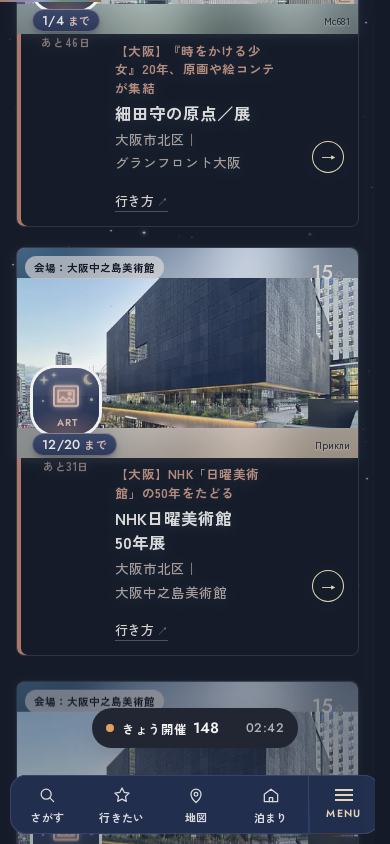 1/4 まで
Mc681
あと46日
【大阪】『時をかける少
女』20年、原画や絵コンテ
が集結
細田守の原点／展
大阪市北区｜
グランフロント大阪
→
行き方 ↗
会場：大阪中之島美術館
15
ART
12/20 まで
Прикли
あと31日
【大阪】NHK「日曜美術
館」の50年をたどる
NHK日曜美術館
50年展
大阪市北区｜
大阪中之島美術館
→
行き方 ↗
会場：大阪中之島美術館
15
きょう開催 148 02:42
さがす
行きたい
地図
泊まり
MENU